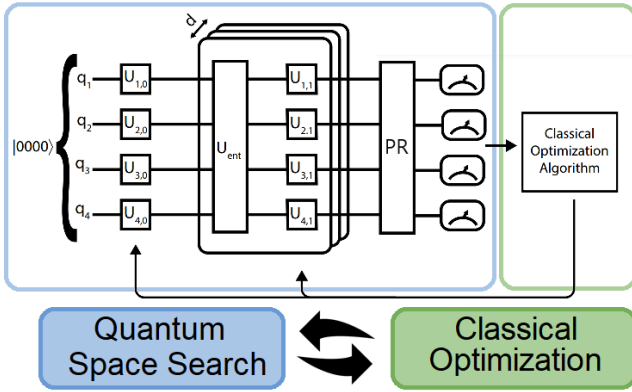 d
q1 U1,0 U1,1
q2 U2,0 U2.1
|0000⟩ Uent PR Classical Optimization Algorithm
q3 U3,0 U3,1
q4 U4,0 U4,1
Quantum
Space Search
Classical
Optimization